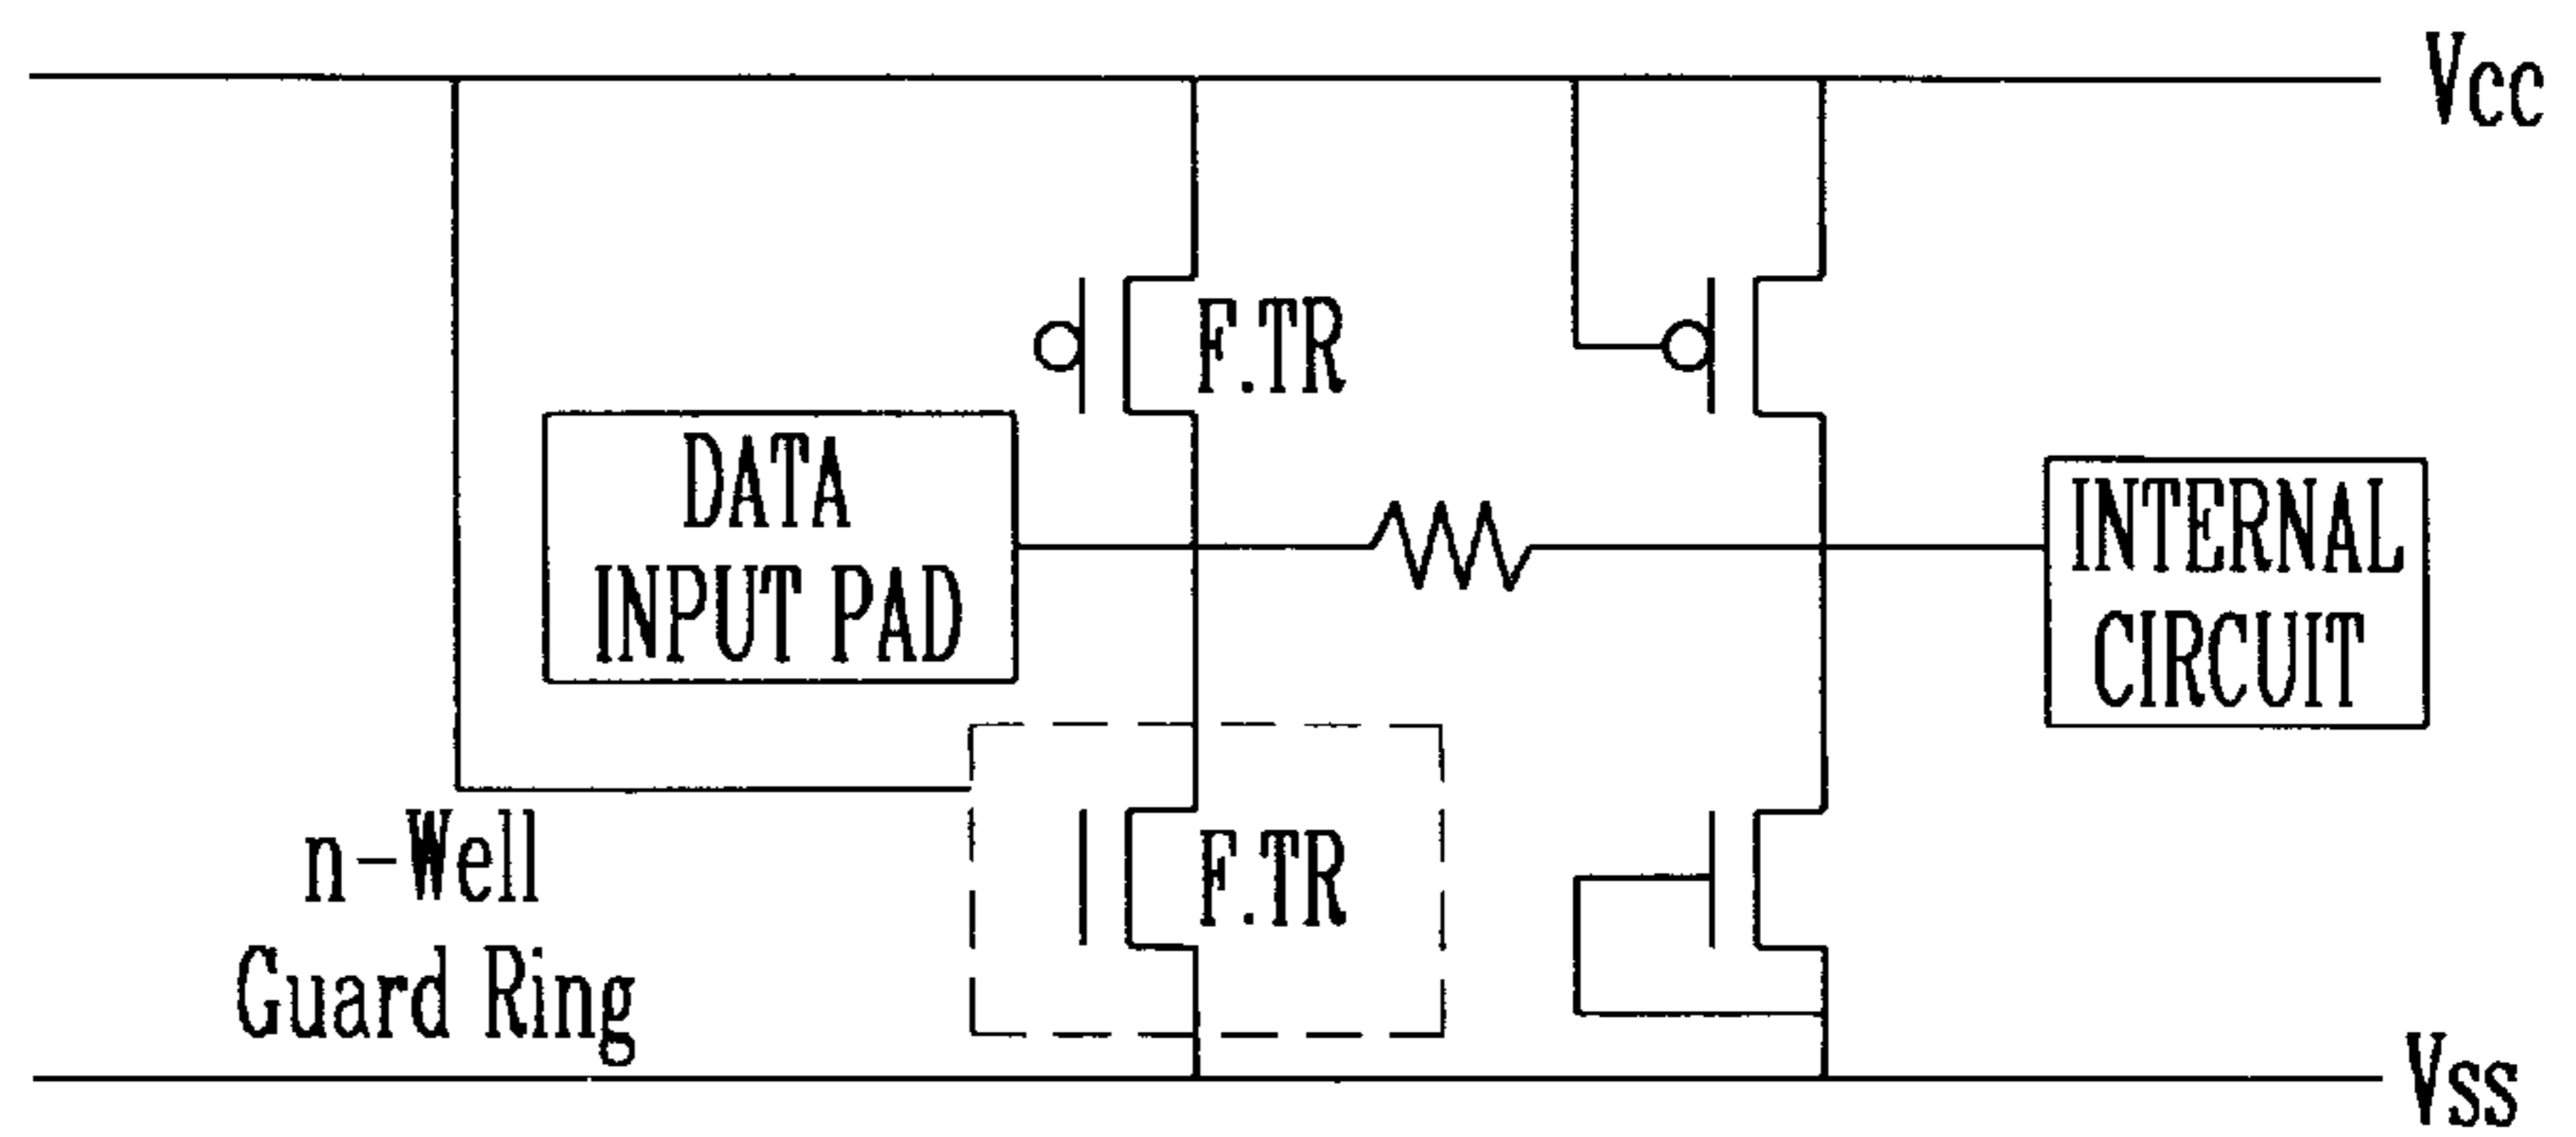 Vcc
F.TR
DATA
INPUT PAD
INTERNAL
CIRCUIT
n-Well
Guard Ring
F.TR
Vss